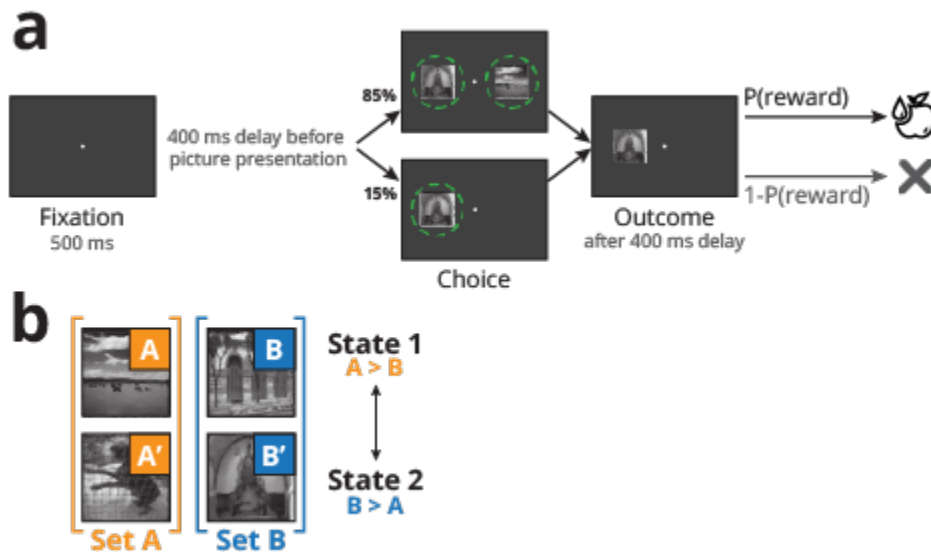 a
400 ms delay before
picture presentation
Fixation
500 ms
85%
15%
Choice
Outcome
after 400 ms delay
P(reward)
1-P(reward)
b
A
A'
Set A
B
B'
Set B
State 1
A > B
State 2
B > A